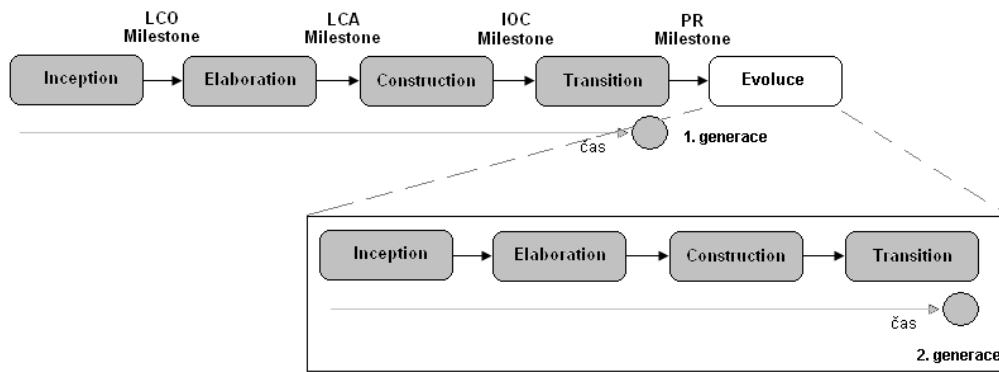 LCO
Milestone
LCA
Milestone
IOC
Milestone
PR
Milestone
Inception
Elaboration
Construction
Transition
Evoluce
čas
1. generace
Inception
Elaboration
Construction
Transition
čas
2. generace